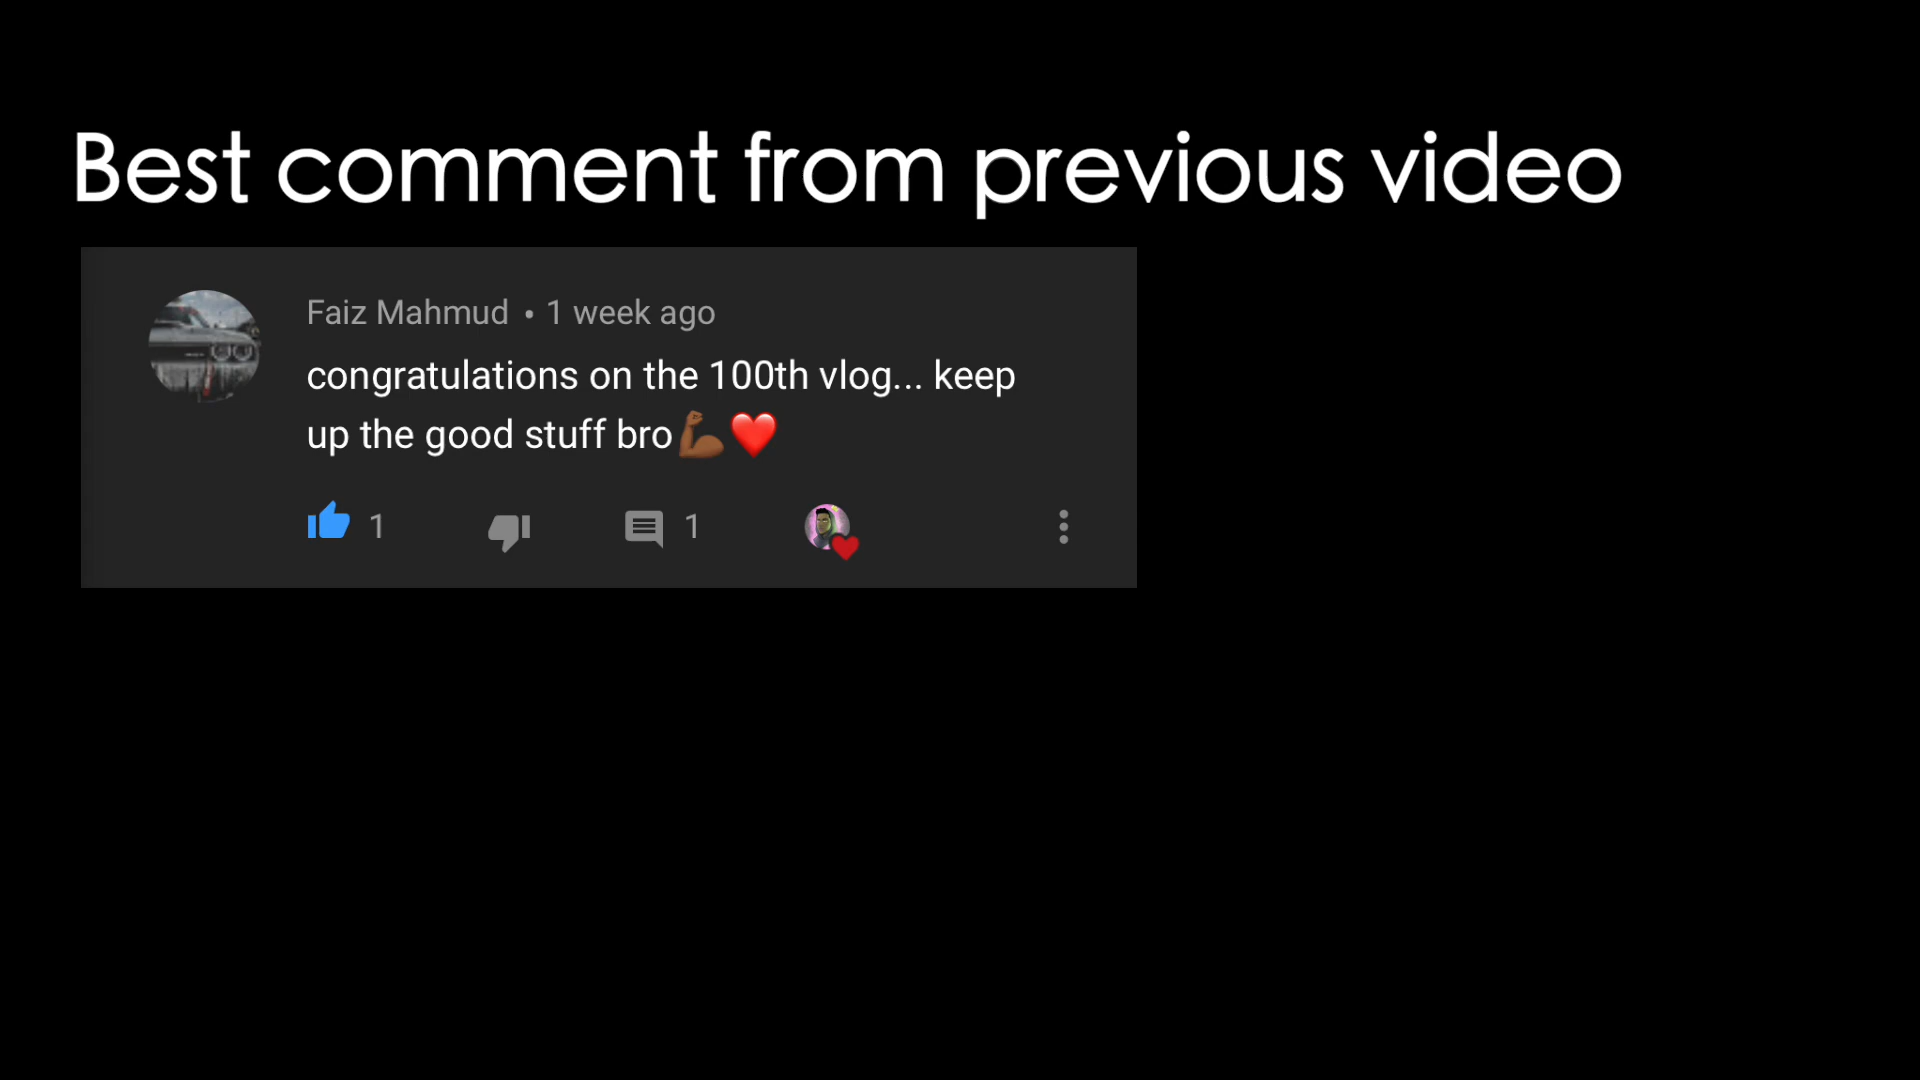 Best comment from previous video
Faiz Mahmud • 1 week ago
congratulations on the 100th vlog... keep
up the good stuff bro💪🏾❤️
1 1